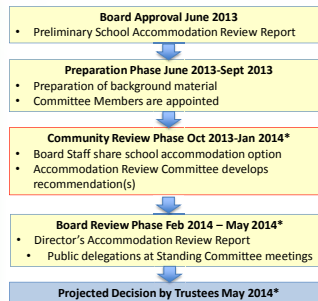 Board Approval June 2013
• Preliminary School Accommodation Review Report
Preparation Phase June 2013-Sept 2013
• Preparation of background material
• Committee Members are appointed
Community Review Phase Oct 2013-Jan 2014*
• Board Staff share school accommodation option
• Accommodation Review Committee develops
recommendation(s)
Board Review Phase Feb 2014 – May 2014*
• Director's Accommodation Review Report
• Public delegations at Standing Committee meetings
Projected Decision by Trustees May 2014*